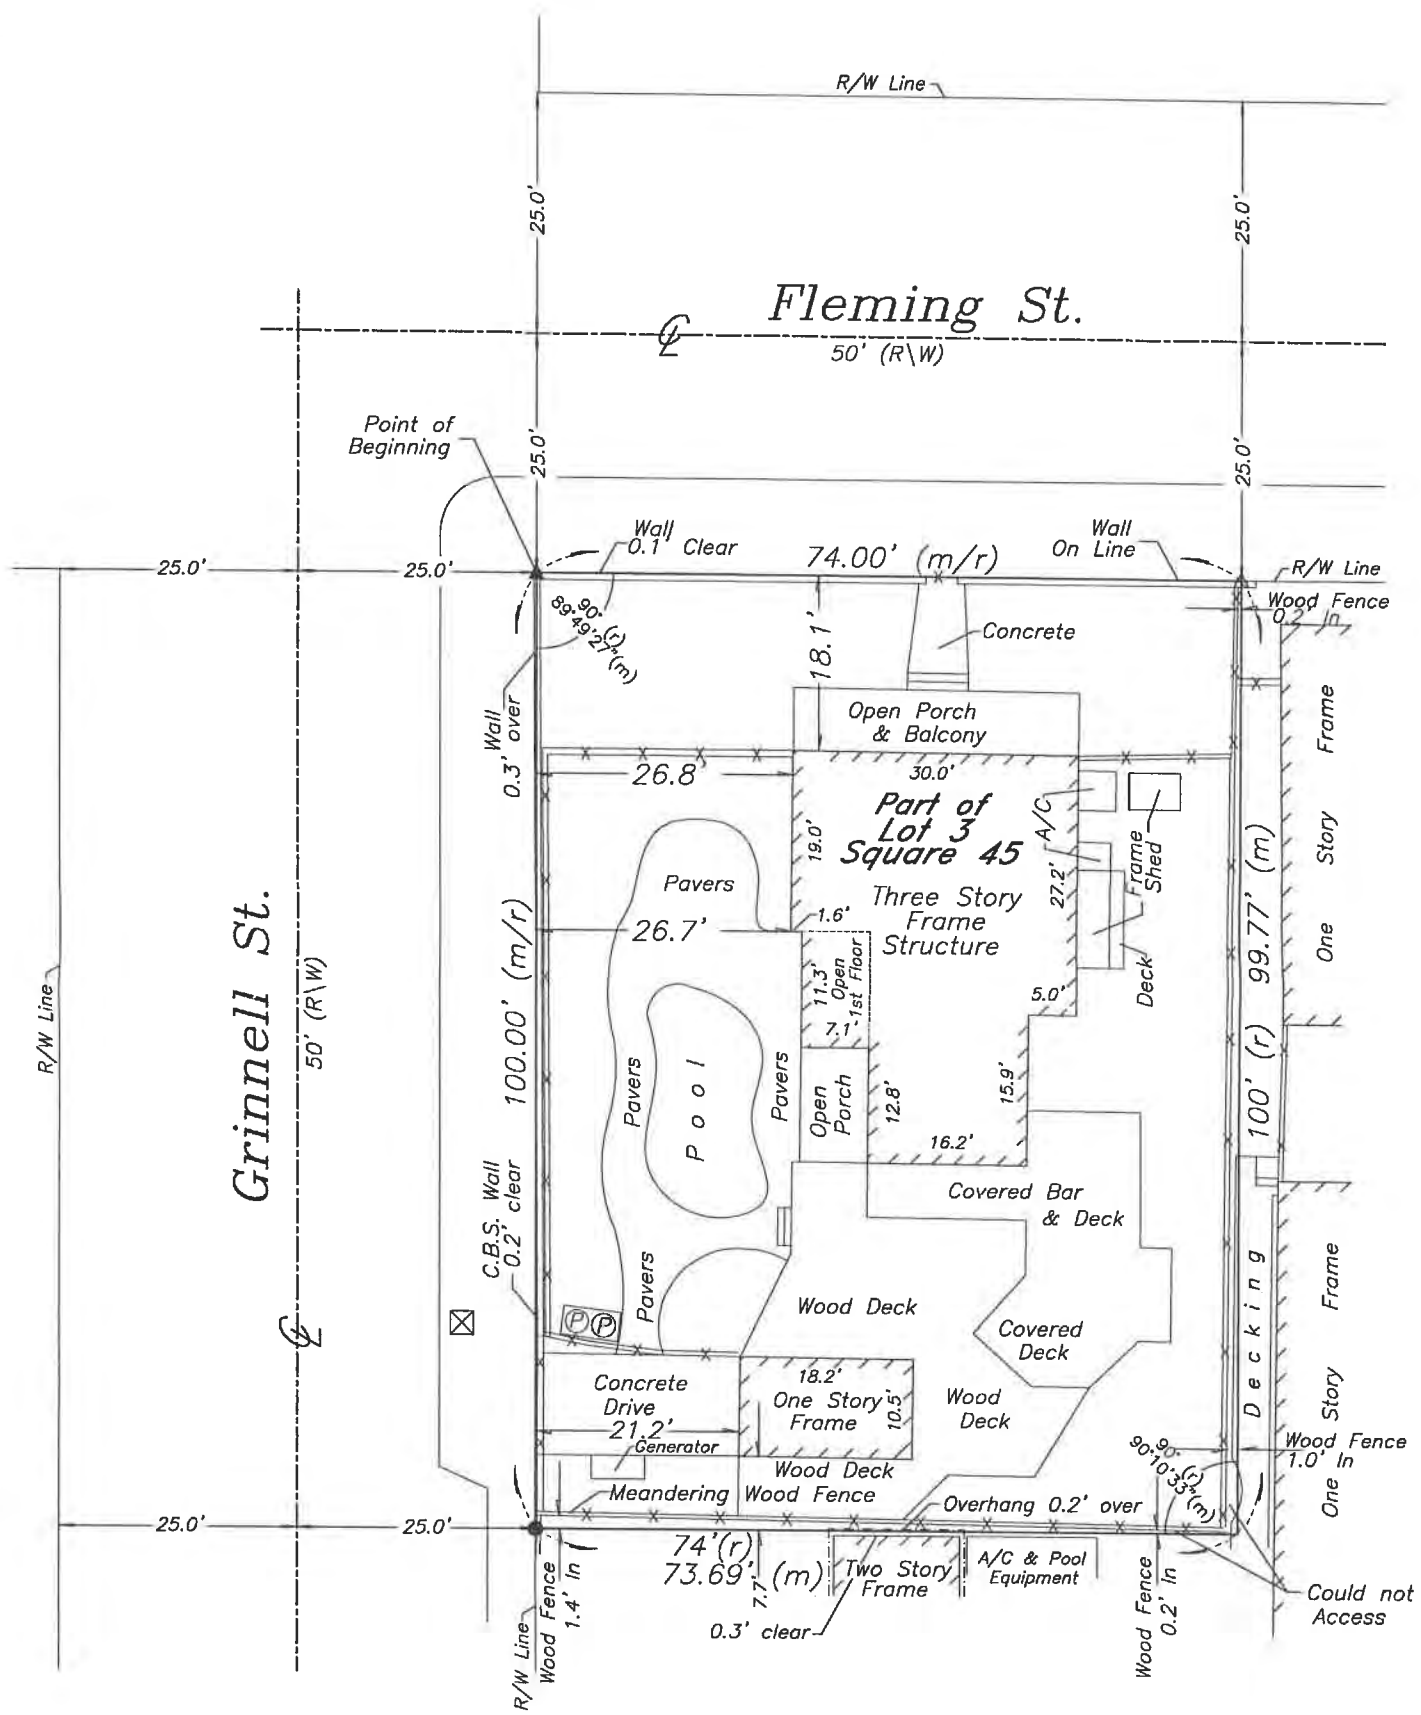 R/W Line
25.0'
25.0'
Fleming St.
℄
50' (R\W)
Point of
Beginning
25.0'
25.0'
Wall
0.1' Clear
74.00' (m/r)
Wall
On Line
25.0'
25.0'
R/W Line
Wood Fence
0.2' In
90° (r)
89°49'27"(m)
18.1'
Concrete
Wall
0.3' over
Open Porch
& Balcony
26.8'
30.0'
Part of
Lot 3
Square 45
19.0'
A/C
Frame
Shed
27.2'
Pavers
Three Story
Frame
Structure
1.6'
26.7'
11.3'
Open
1st Floor
7.1'
5.0'
Deck
100.00' (m/r)
99.77' (m)
100' (r)
One Story Frame
R/W Line
Grinnell St.
50' (R\W)
Pavers
Pool
Pavers
Open
Porch
12.8'
15.9'
16.2'
Covered Bar
& Deck
C.B.S. Wall
0.2' clear
Pavers
Wood Deck
Covered
Deck
Decking
One Story Frame
℄
P P
Concrete
Drive
21.2'
18.2'
One Story
Frame
10.5'
Wood
Deck
Generator
Wood Deck
Meandering Wood Fence
Overhang 0.2' over
90° (r)
90°10'33"(m)
Wood Fence
1.0' In
25.0'
25.0'
74'(r)
73.69' (m)
7.7'
Two Story
Frame
A/C & Pool
Equipment
0.3' clear
Wood Fence
1.4' In
R/W Line
Wood Fence
0.2' In
Could not
Access